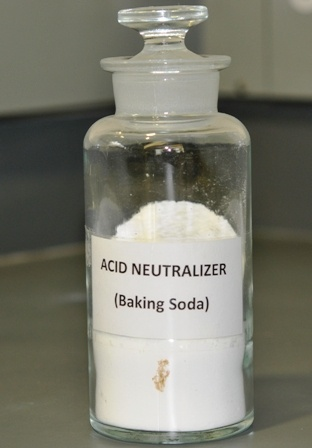 ACID NEUTRALIZER
(Baking Soda)